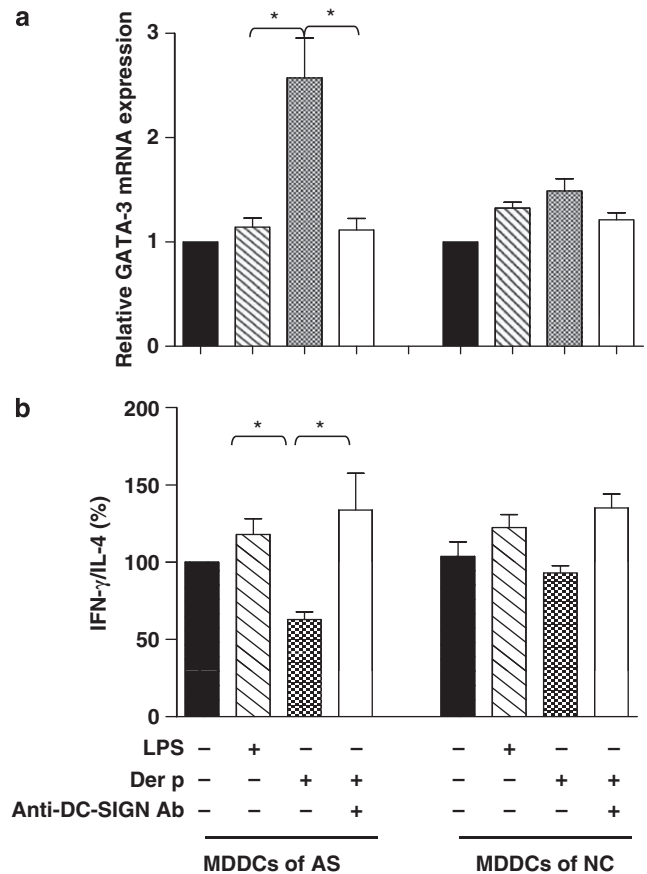 a
Relative GATA-3 mRNA expression
3
2
1
0
* *
b
IFN-γ/IL-4 (%)
200
150
100
50
0
* *
LPS – + – – – + – –
Der p – – + + – – + +
Anti-DC-SIGN Ab – – – + – – – +
MDDCs of AS MDDCs of NC